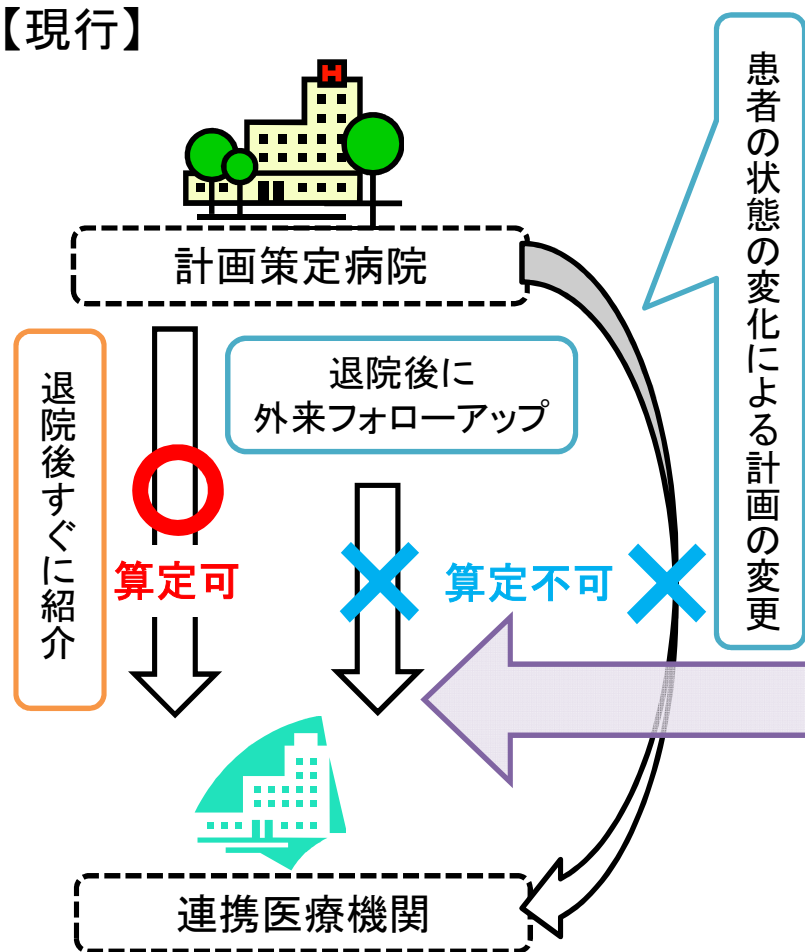 【現行】
H
計画策定病院
患者の状態の変化による計画の変更
退院後すぐに紹介
退院後に
外来フォローアップ
算定可
算定不可
連携医療機関